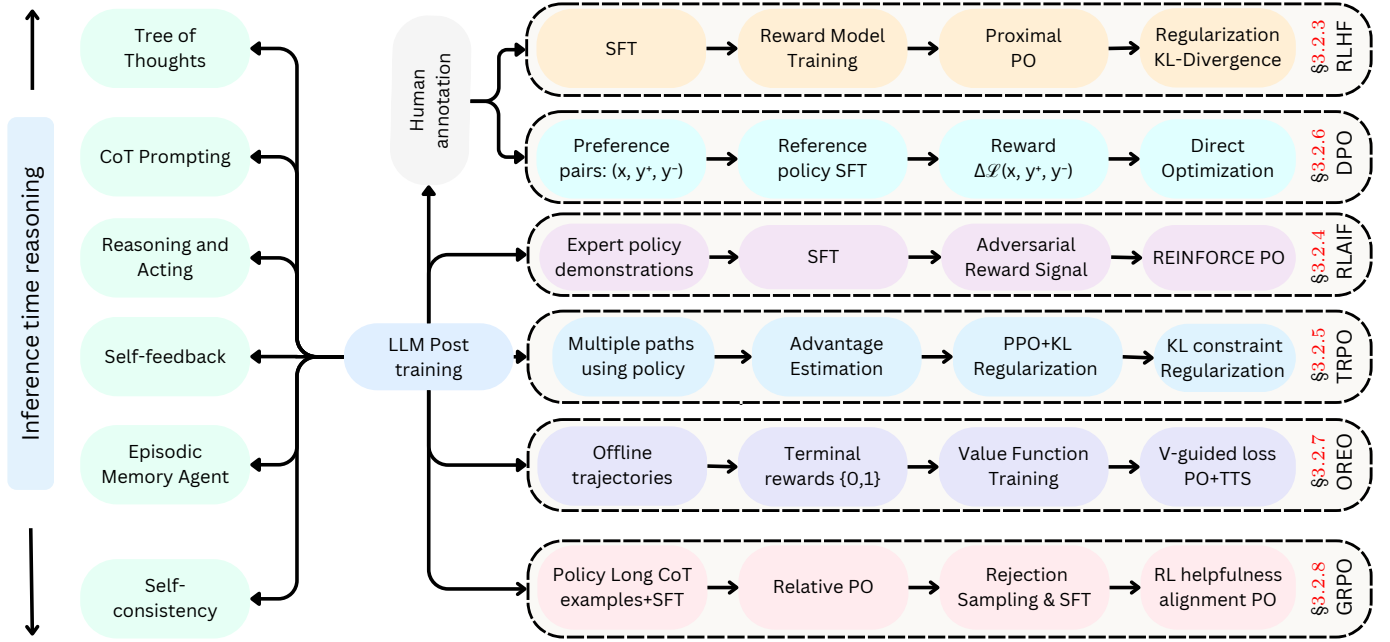 Inference time reasoning
Tree of
Thoughts
CoT Prompting
Reasoning and
Acting
Self-feedback
Episodic
Memory Agent
Self-
consistency
LLM Post
training
Human
annotation
SFT
Reward Model
Training
Proximal
PO
Regularization
KL-Divergence
§3.2.3
RLHF
Preference
pairs: (x, y⁺, y⁻)
Reference
policy SFT
Reward
Δℒ(x, y⁺, y⁻)
Direct
Optimization
§3.2.6
DPO
Expert policy
demonstrations
SFT
Adversarial
Reward Signal
REINFORCE PO
§3.2.4
RLAIF
Multiple paths
using policy
Advantage
Estimation
PPO+KL
Regularization
KL constraint
Regularization
§3.2.5
TRPO
Offline
trajectories
Terminal
rewards {0,1}
Value Function
Training
V-guided loss
PO+TTS
§3.2.7
OREO
Policy Long CoT
examples+SFT
Relative PO
Rejection
Sampling & SFT
RL helpfulness
alignment PO
§3.2.8
GRPO